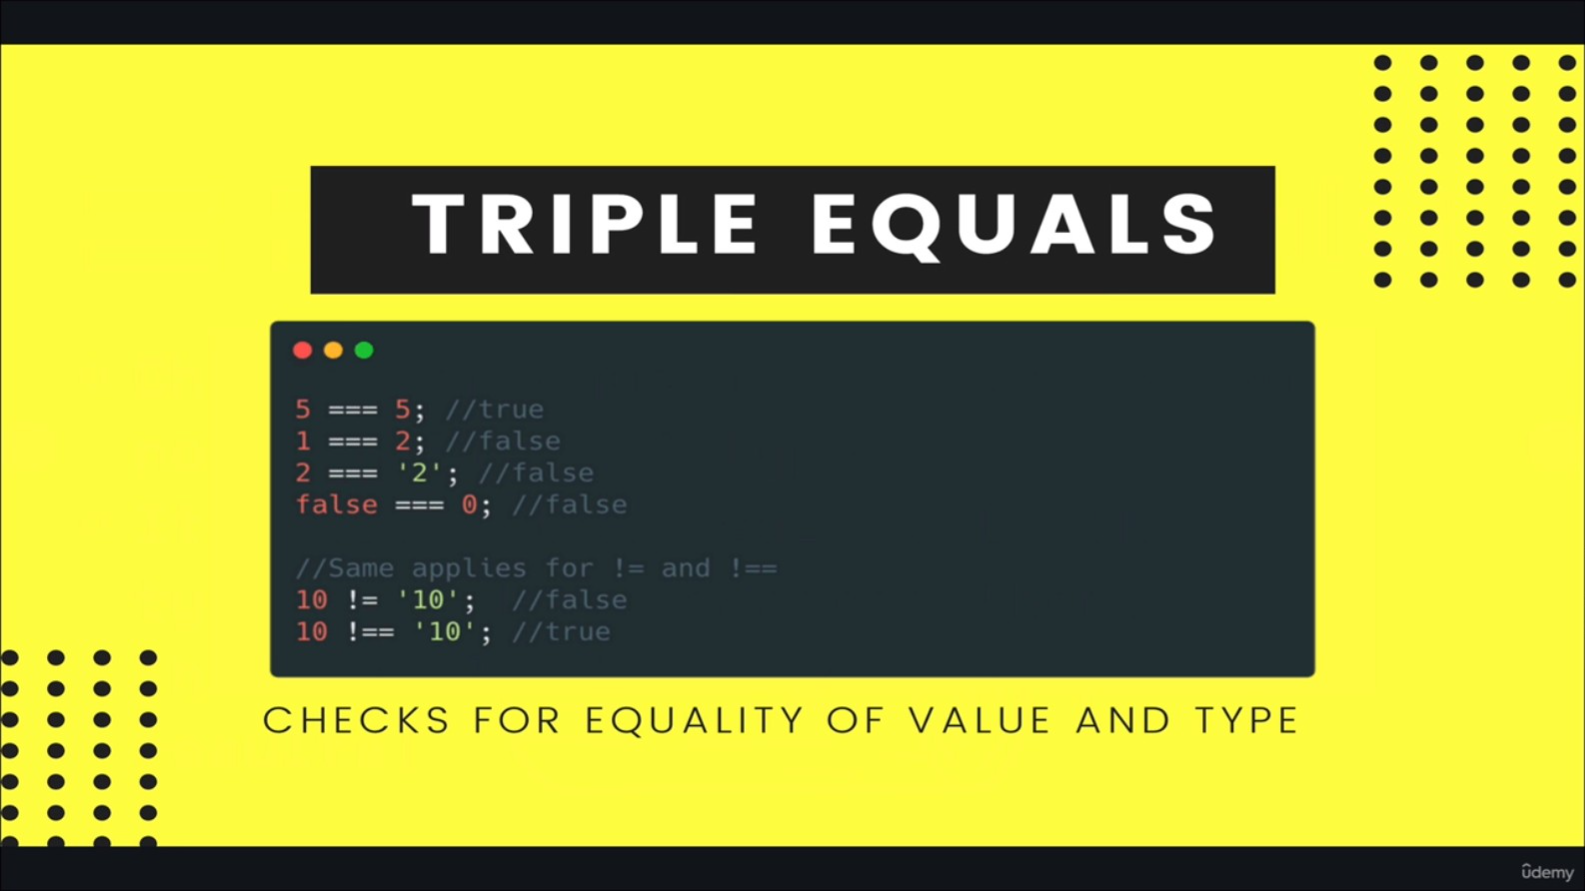 TRIPLE EQUALS
5 === 5; //true
1 === 2; //false
2 === '2'; //false
false === 0; //false
//Same applies for != and !==
10 != '10';  //false
10 !== '10'; //true
CHECKS FOR EQUALITY OF VALUE AND TYPE
ûdemy